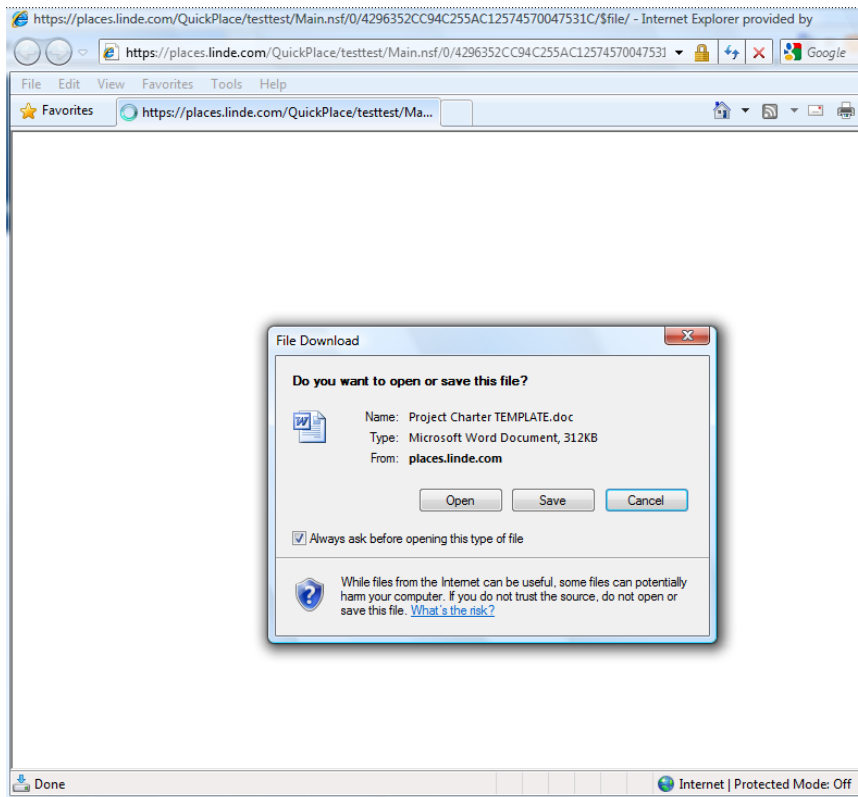 https://places.linde.com/QuickPlace/testtest/Main.nsf/0/4296352CC94C255AC12574570047531C/$file/ - Internet Explorer provided by
https://places.linde.com/QuickPlace/testtest/Main.nsf/0/4296352CC94C255AC12574570047531
Google
File Edit View Favorites Tools Help
Favorites
https://places.linde.com/QuickPlace/testtest/Ma...
File Download
Do you want to open or save this file?
Name: Project Charter TEMPLATE.doc
Type: Microsoft Word Document, 312KB
From: places.linde.com
Open Save Cancel
Always ask before opening this type of file
While files from the Internet can be useful, some files can potentially
harm your computer. If you do not trust the source, do not open or
save this file. What's the risk?
Done
Internet | Protected Mode: Off